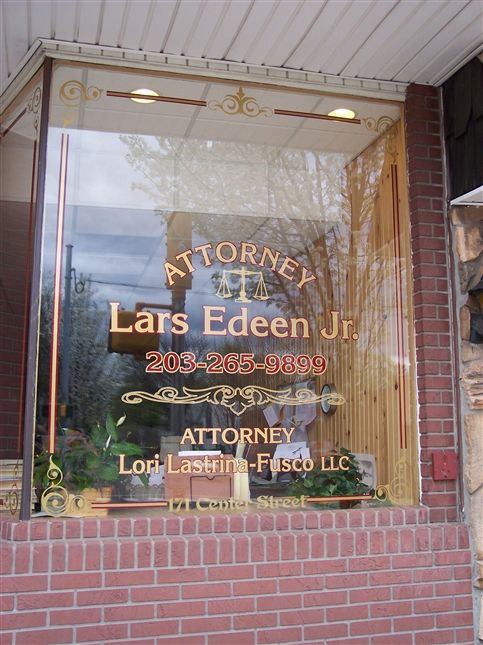 ATTORNEY
Lars Edeen Jr.
203-265-9899
ATTORNEY
Lori Lastrina-Fusco LLC
171 Center Street